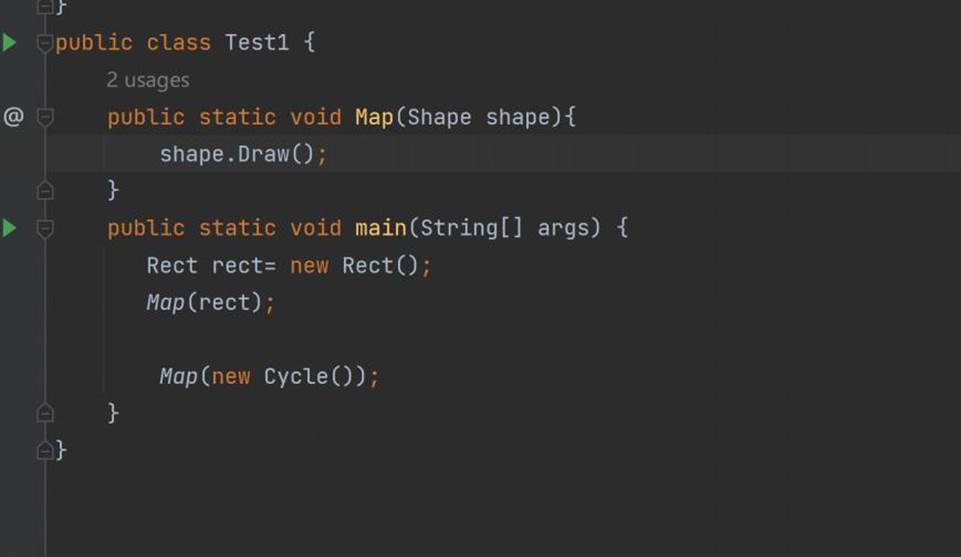 }
public class Test1 {
2 usages
@ public static void Map(Shape shape){
shape.Draw();
}
public static void main(String[] args) {
Rect rect= new Rect();
Map(rect);
Map(new Cycle());
}
}